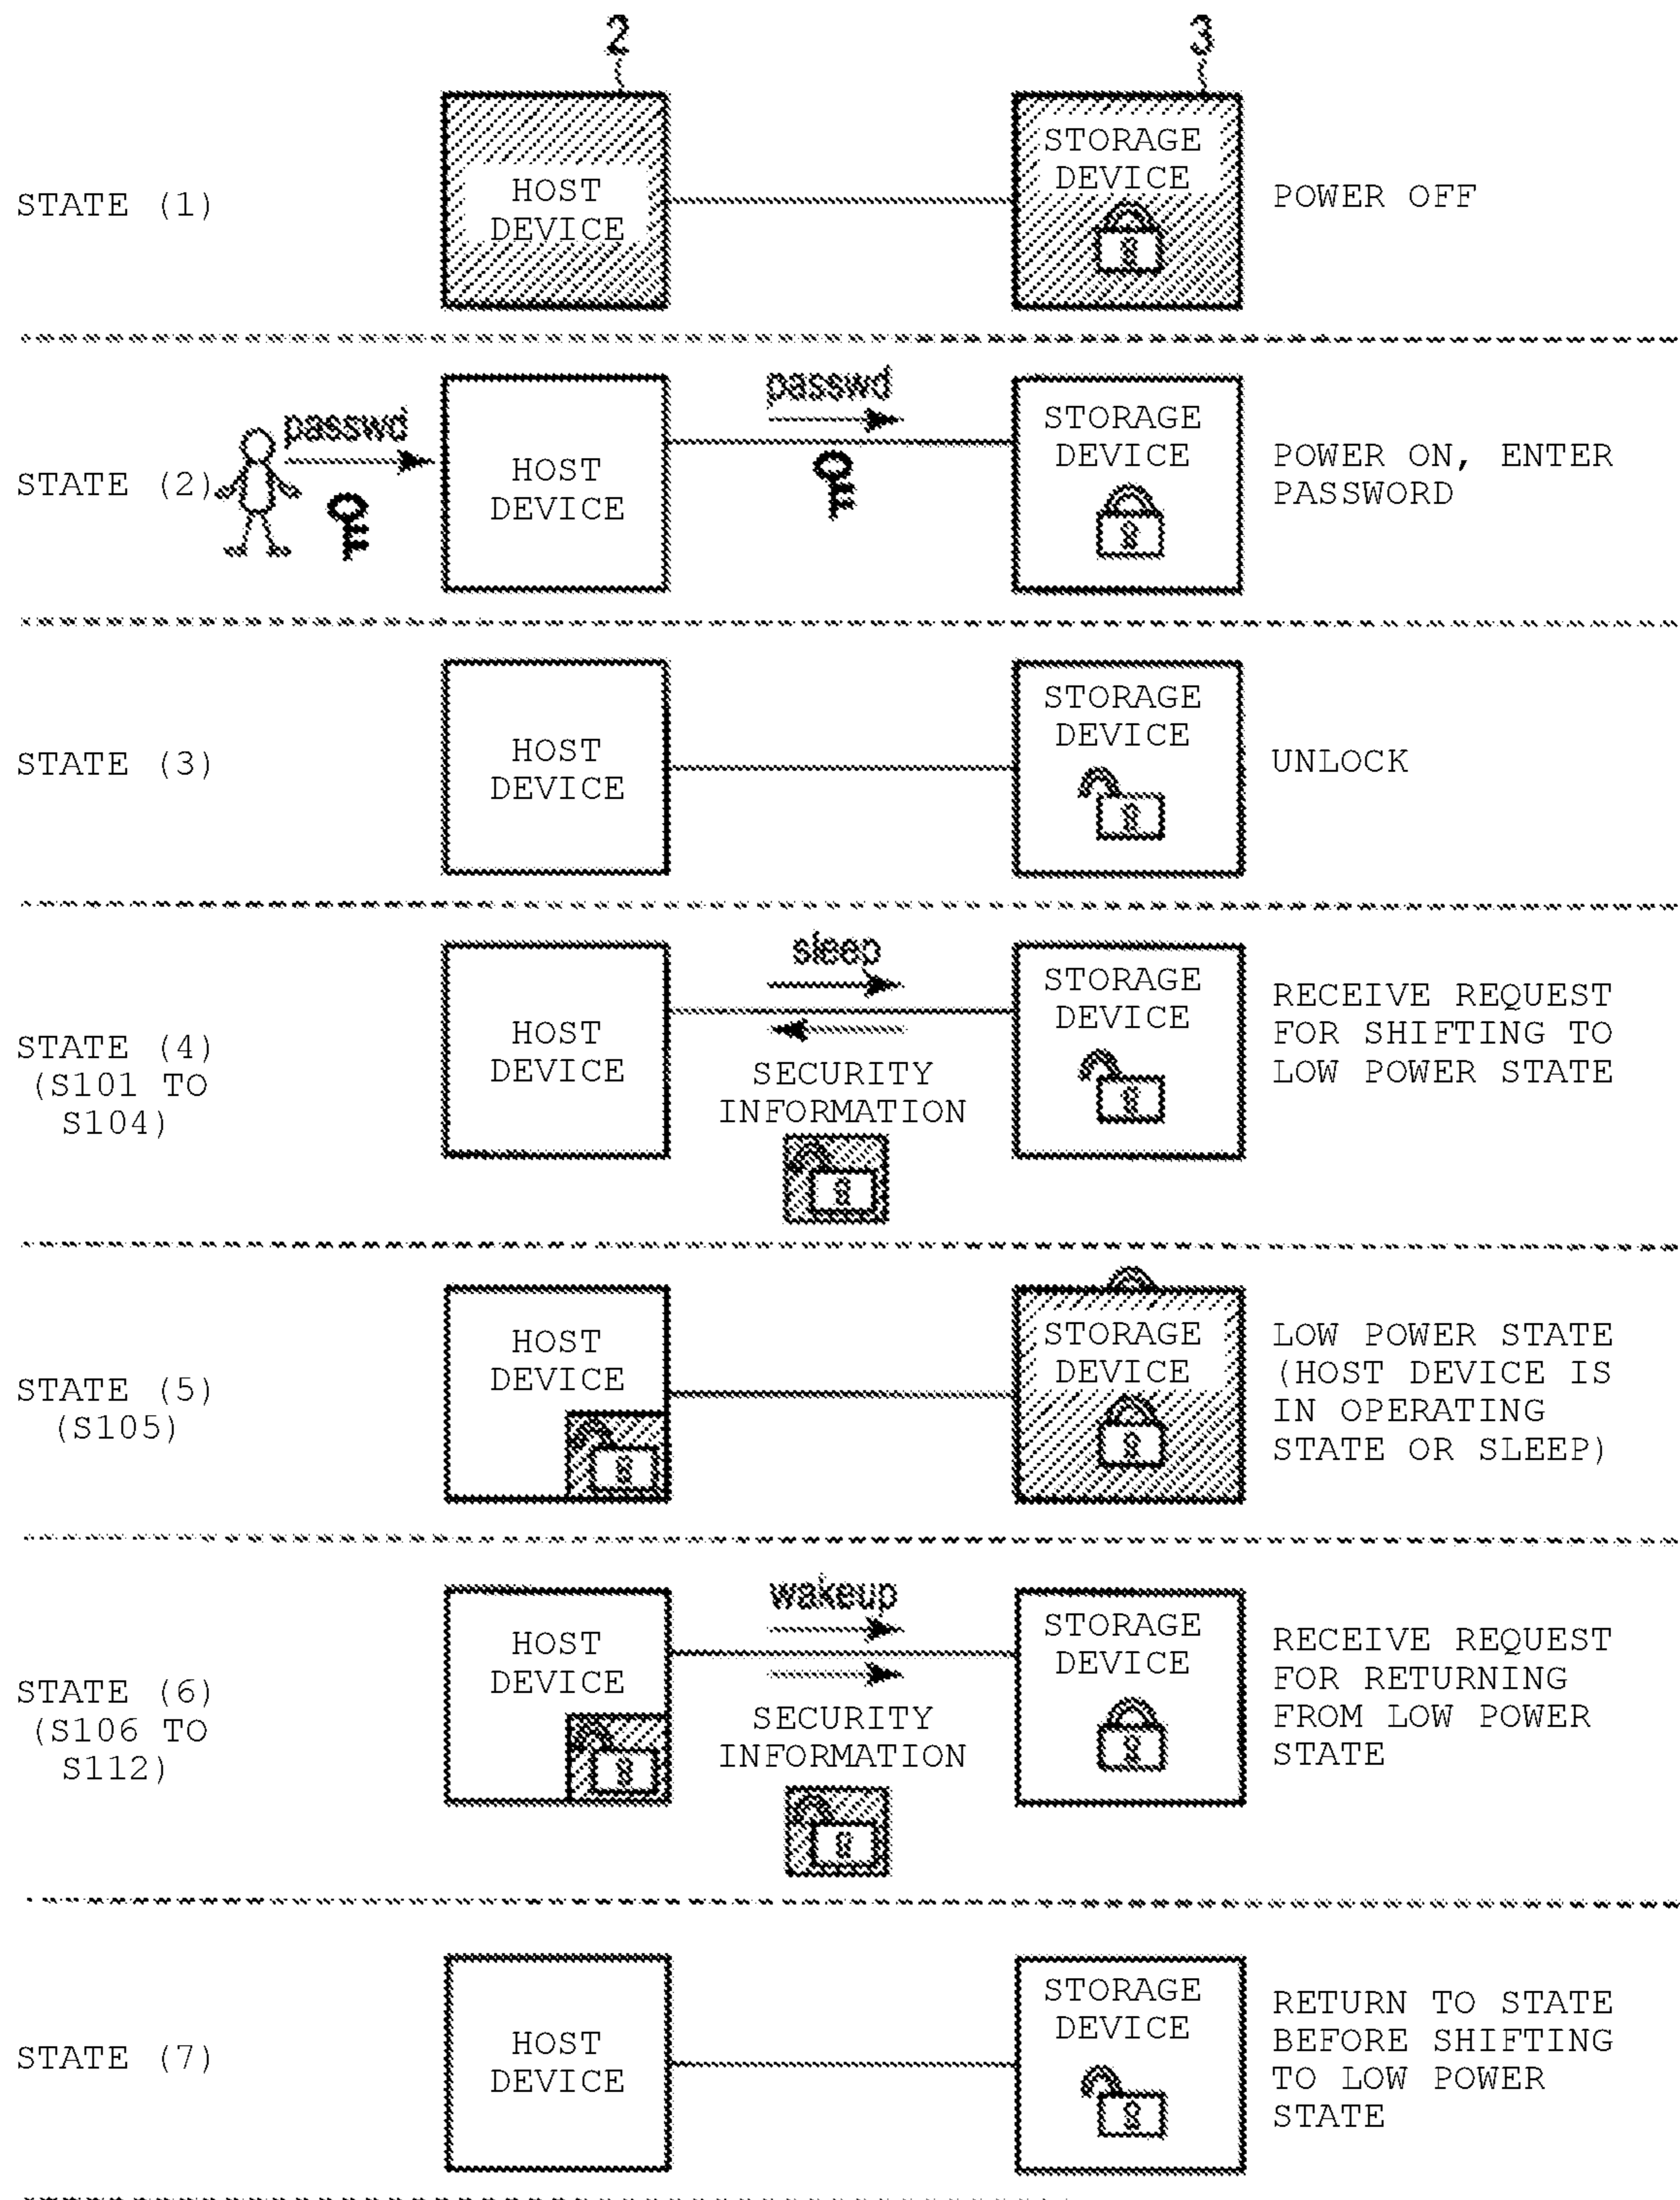 2
3
STATE (1)
HOST
DEVICE
STORAGE
DEVICE
POWER OFF
STATE (2)
passwd
HOST
DEVICE
passwd
STORAGE
DEVICE
POWER ON, ENTER
PASSWORD
STATE (3)
HOST
DEVICE
STORAGE
DEVICE
UNLOCK
STATE (4)
(S101 TO
S104)
HOST
DEVICE
sleep
SECURITY
INFORMATION
STORAGE
DEVICE
RECEIVE REQUEST
FOR SHIFTING TO
LOW POWER STATE
STATE (5)
(S105)
HOST
DEVICE
STORAGE
DEVICE
LOW POWER STATE
(HOST DEVICE IS
IN OPERATING
STATE OR SLEEP)
STATE (6)
(S106 TO
S112)
HOST
DEVICE
wakeup
SECURITY
INFORMATION
STORAGE
DEVICE
RECEIVE REQUEST
FOR RETURNING
FROM LOW POWER
STATE
STATE (7)
HOST
DEVICE
STORAGE
DEVICE
RETURN TO STATE
BEFORE SHIFTING
TO LOW POWER
STATE